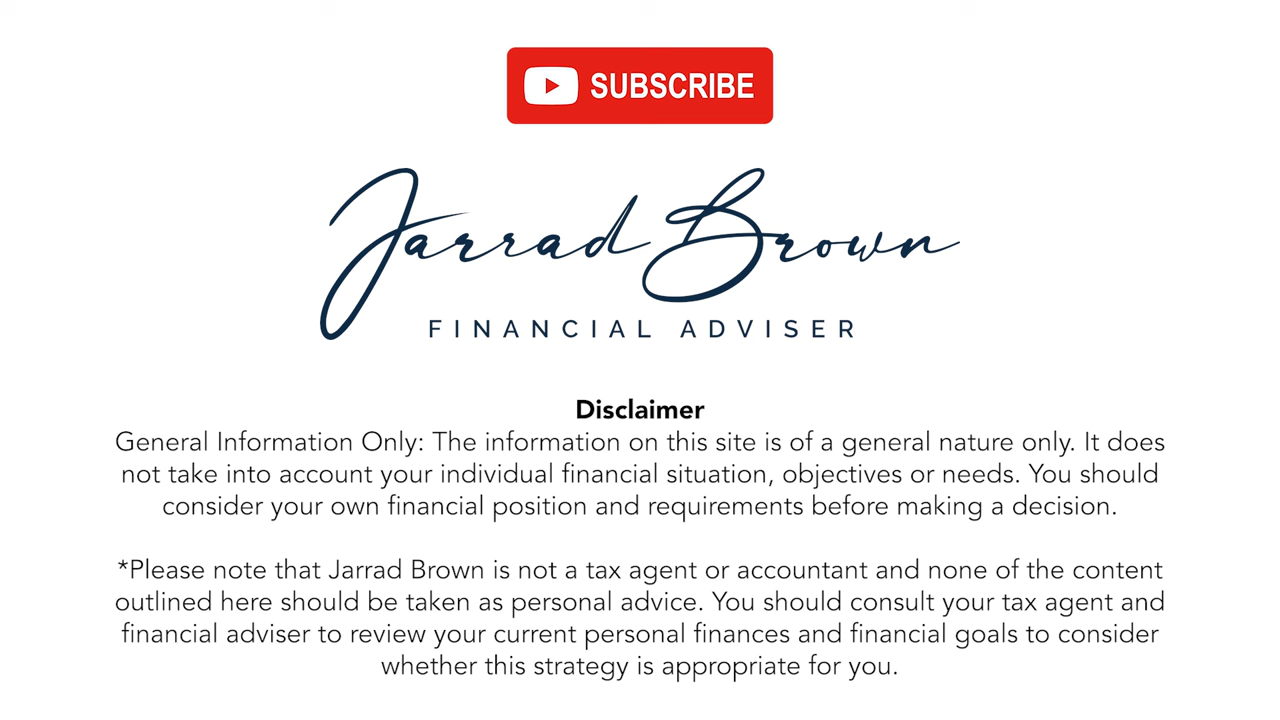 SUBSCRIBE
Jarrad Brown
FINANCIAL ADVISER
Disclaimer
General Information Only: The information on this site is of a general nature only. It does
not take into account your individual financial situation, objectives or needs. You should
consider your own financial position and requirements before making a decision.
*Please note that Jarrad Brown is not a tax agent or accountant and none of the content
outlined here should be taken as personal advice. You should consult your tax agent and
financial adviser to review your current personal finances and financial goals to consider
whether this strategy is appropriate for you.